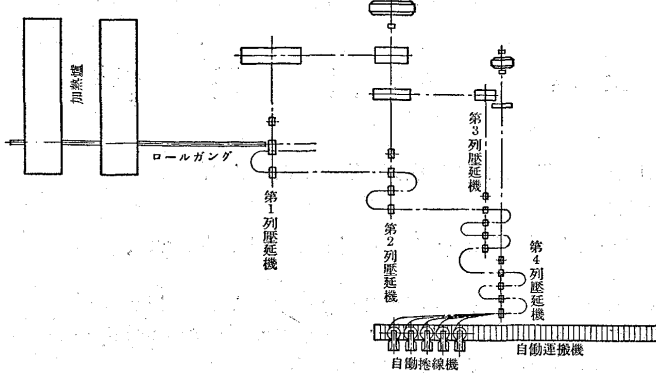 加熱爐
ロールガング
第1列壓延機
第2列壓延機
第3列壓延機
第4列壓延機
自働捲線機
自働運搬機